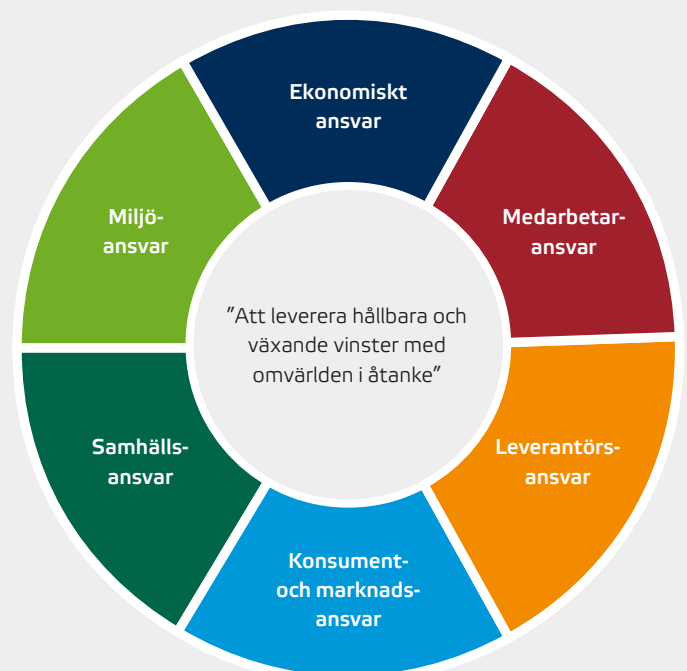 Ekonomiskt
ansvar
Medarbetar-
ansvar
Leverantörs-
ansvar
Konsument-
och marknads-
ansvar
Samhälls-
ansvar
Miljö-
ansvar
”Att leverera hållbara och
växande vinster med
omvärlden i åtanke”